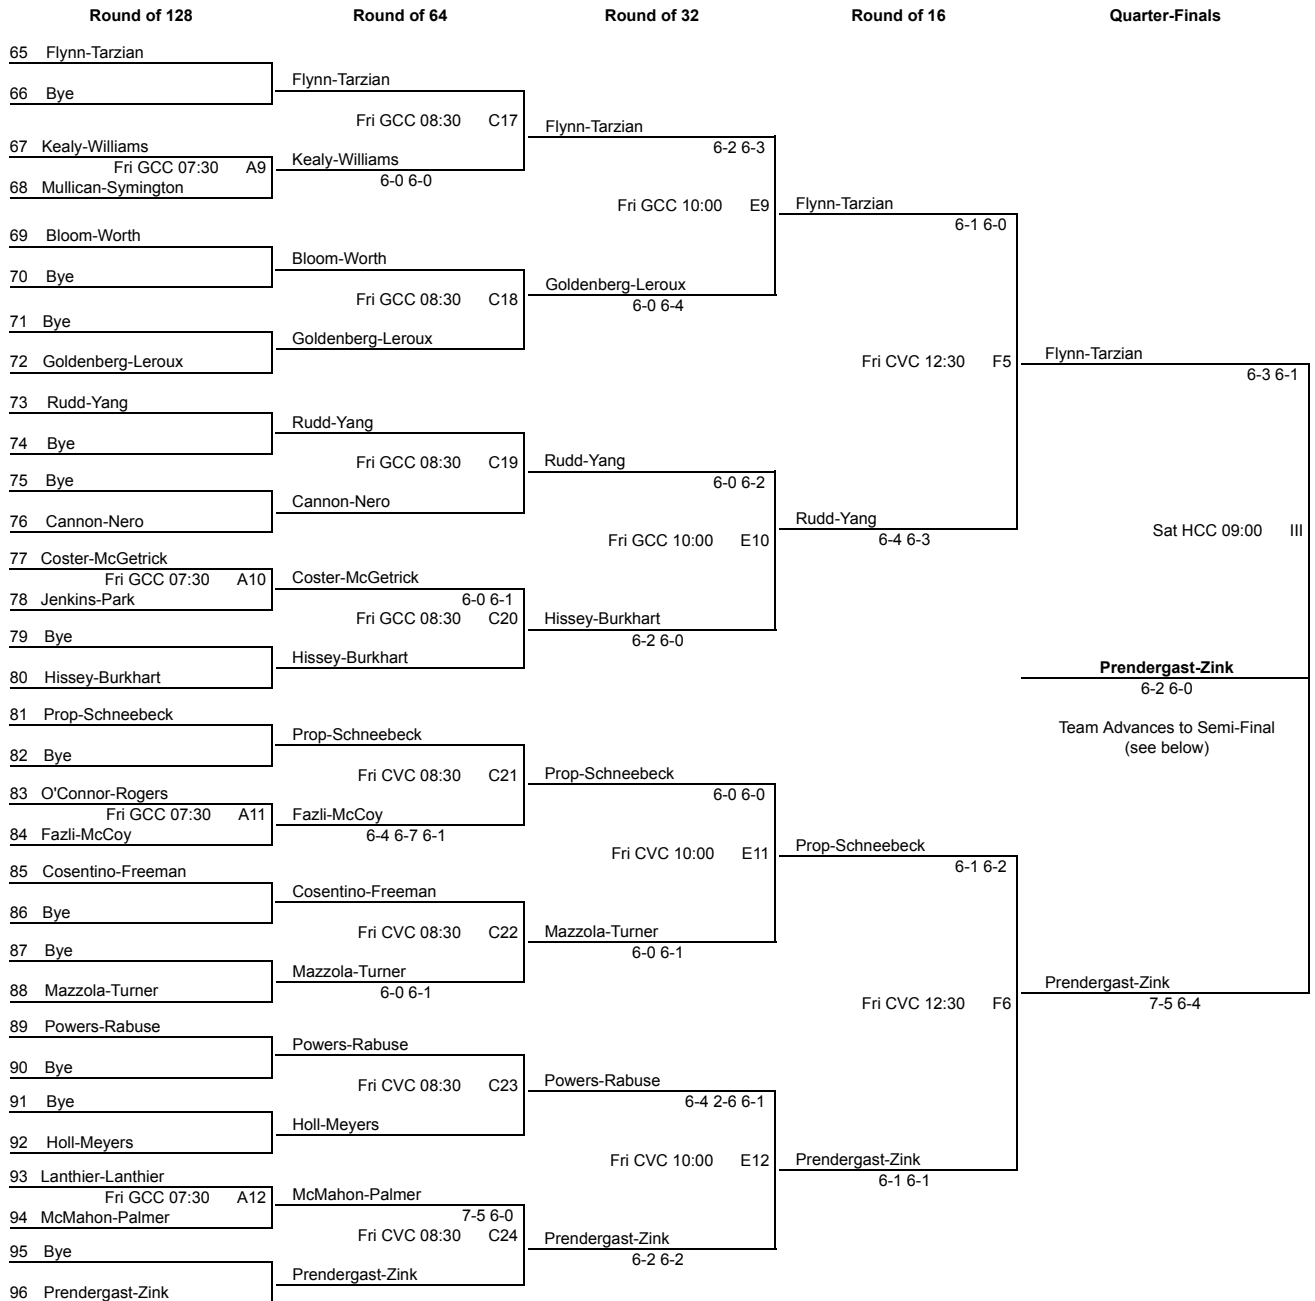 Round of 128 Round of 64 Round of 32 Round of 16 Quarter-Finals
65 Flynn-Tarzian
Flynn-Tarzian
66 Bye
Fri GCC 08:30 C17
Flynn-Tarzian
67 Kealy-Williams
6-2 6-3
Fri GCC 07:30 A9
Kealy-Williams
68 Mullican-Symington
6-0 6-0
Fri GCC 10:00 E9
Flynn-Tarzian
6-1 6-0
69 Bloom-Worth
Bloom-Worth
70 Bye
Goldenberg-Leroux
Fri GCC 08:30 C18
6-0 6-4
71 Bye
Goldenberg-Leroux
72 Goldenberg-Leroux
Fri CVC 12:30 F5
Flynn-Tarzian
6-3 6-1
73 Rudd-Yang
Rudd-Yang
74 Bye
Fri GCC 08:30 C19
Rudd-Yang
75 Bye
6-0 6-2
Cannon-Nero
76 Cannon-Nero
Rudd-Yang
Sat HCC 09:00 III
Fri GCC 10:00 E10
6-4 6-3
77 Coster-McGetrick
Fri GCC 07:30 A10
Coster-McGetrick
78 Jenkins-Park
6-0 6-1
Fri GCC 08:30 C20
Hissey-Burkhart
79 Bye
6-2 6-0
Hissey-Burkhart
80 Hissey-Burkhart
Prendergast-Zink
6-2 6-0
81 Prop-Schneebeck
Team Advances to Semi-Final
Prop-Schneebeck
(see below)
82 Bye
Fri CVC 08:30 C21
Prop-Schneebeck
83 O'Connor-Rogers
6-0 6-0
Fri GCC 07:30 A11
Fazli-McCoy
84 Fazli-McCoy
6-4 6-7 6-1
Fri CVC 10:00 E11
Prop-Schneebeck
6-1 6-2
85 Cosentino-Freeman
Cosentino-Freeman
86 Bye
Fri CVC 08:30 C22
Mazzola-Turner
87 Bye
6-0 6-1
Mazzola-Turner
88 Mazzola-Turner
6-0 6-1
Prendergast-Zink
Fri CVC 12:30 F6
7-5 6-4
89 Powers-Rabuse
Powers-Rabuse
90 Bye
Fri CVC 08:30 C23
Powers-Rabuse
91 Bye
6-4 2-6 6-1
Holl-Meyers
92 Holl-Meyers
Fri CVC 10:00 E12
Prendergast-Zink
93 Lanthier-Lanthier
6-1 6-1
Fri GCC 07:30 A12
McMahon-Palmer
94 McMahon-Palmer
7-5 6-0
Fri CVC 08:30 C24
Prendergast-Zink
95 Bye
6-2 6-2
Prendergast-Zink
96 Prendergast-Zink